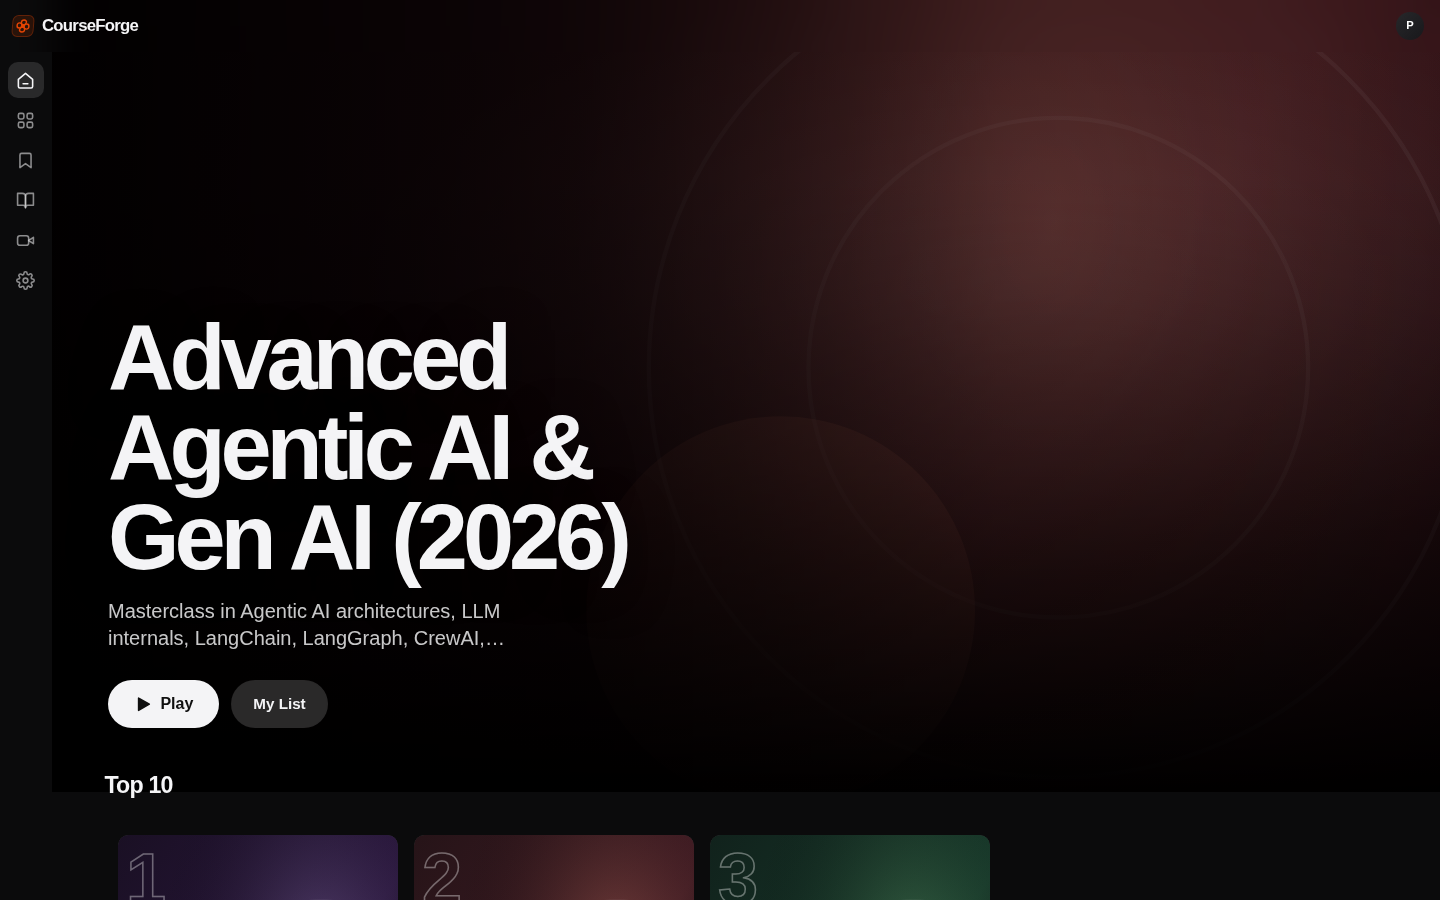 CourseForge
P
Advanced
Agentic AI &
Gen AI (2026)
Masterclass in Agentic AI architectures, LLM
internals, LangChain, LangGraph, CrewAI,…
Play
My List
Top 10
1
2
3